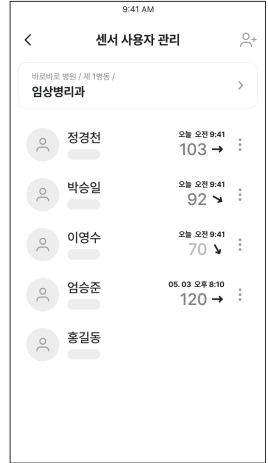 9:41 AM
센서 사용자 관리
바로바로 병원 / 제 1병동 /
임상병리과
정경천
오늘 오전 9:41
103 →
박승일
오늘 오전 9:41
92 ↘
이영수
오늘 오전 9:41
70 ↘
엄승준
05. 03 오후 8:10
120 →
홍길동